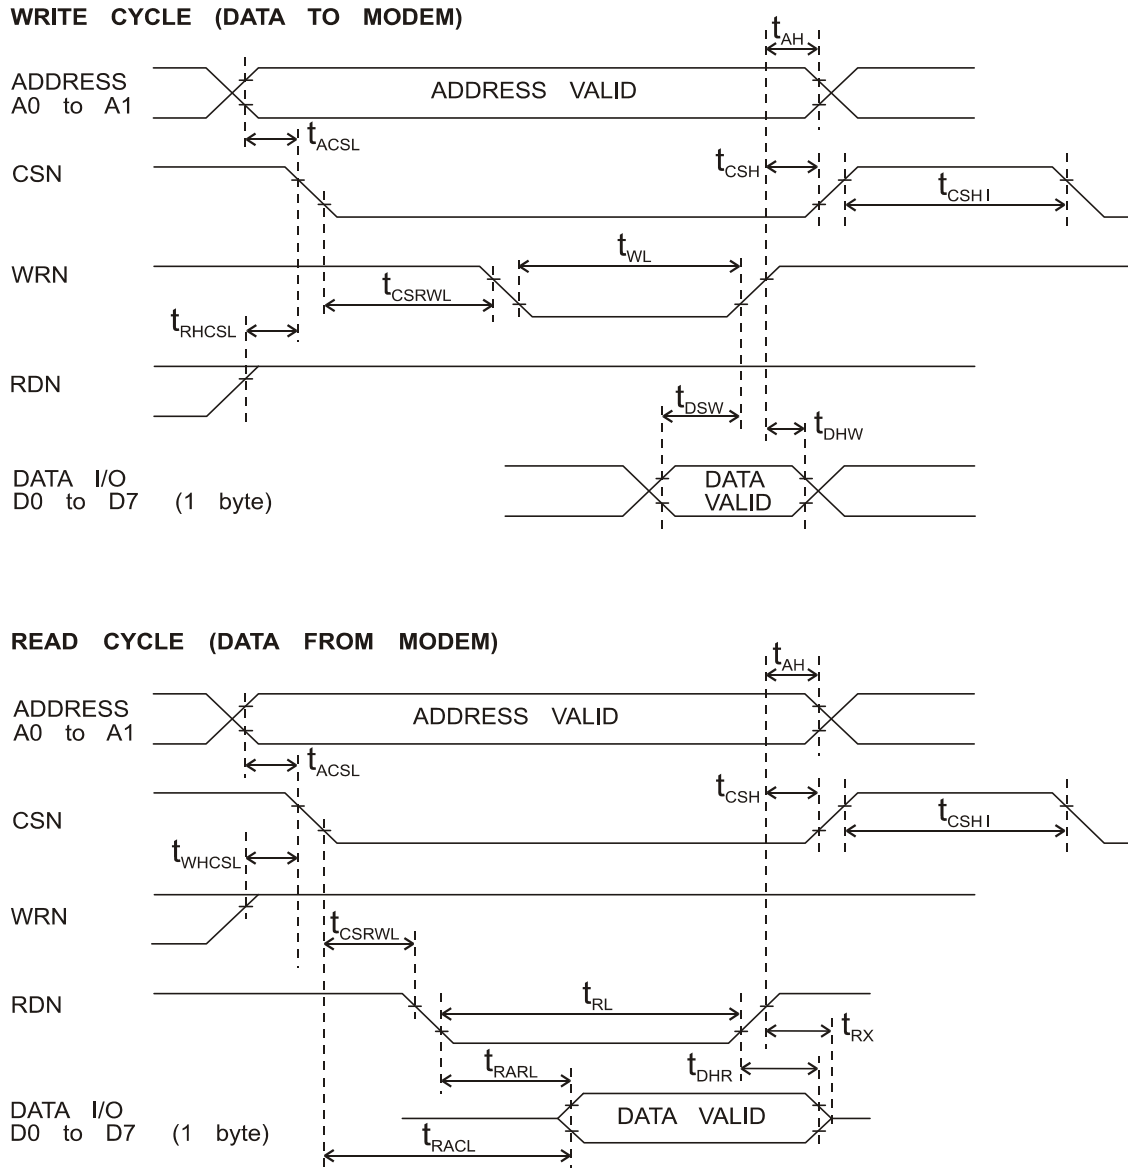 WRITE CYCLE (DATA TO MODEM)
tAH
ADDRESS
A0 to A1
ADDRESS VALID
tACSL
CSN
tCSH
tCSHI
WRN
tWL
tCSRWL
tRHCSL
RDN
tDSW
tDHW
DATA I/O
D0 to D7 (1 byte)
DATA
VALID
READ CYCLE (DATA FROM MODEM)
tAH
ADDRESS
A0 to A1
ADDRESS VALID
tACSL
CSN
tCSH
tCSHI
tWHCSL
WRN
tCSRWL
RDN
tRL
tRX
tRARL
tDHR
DATA I/O
D0 to D7 (1 byte)
DATA VALID
tRACL